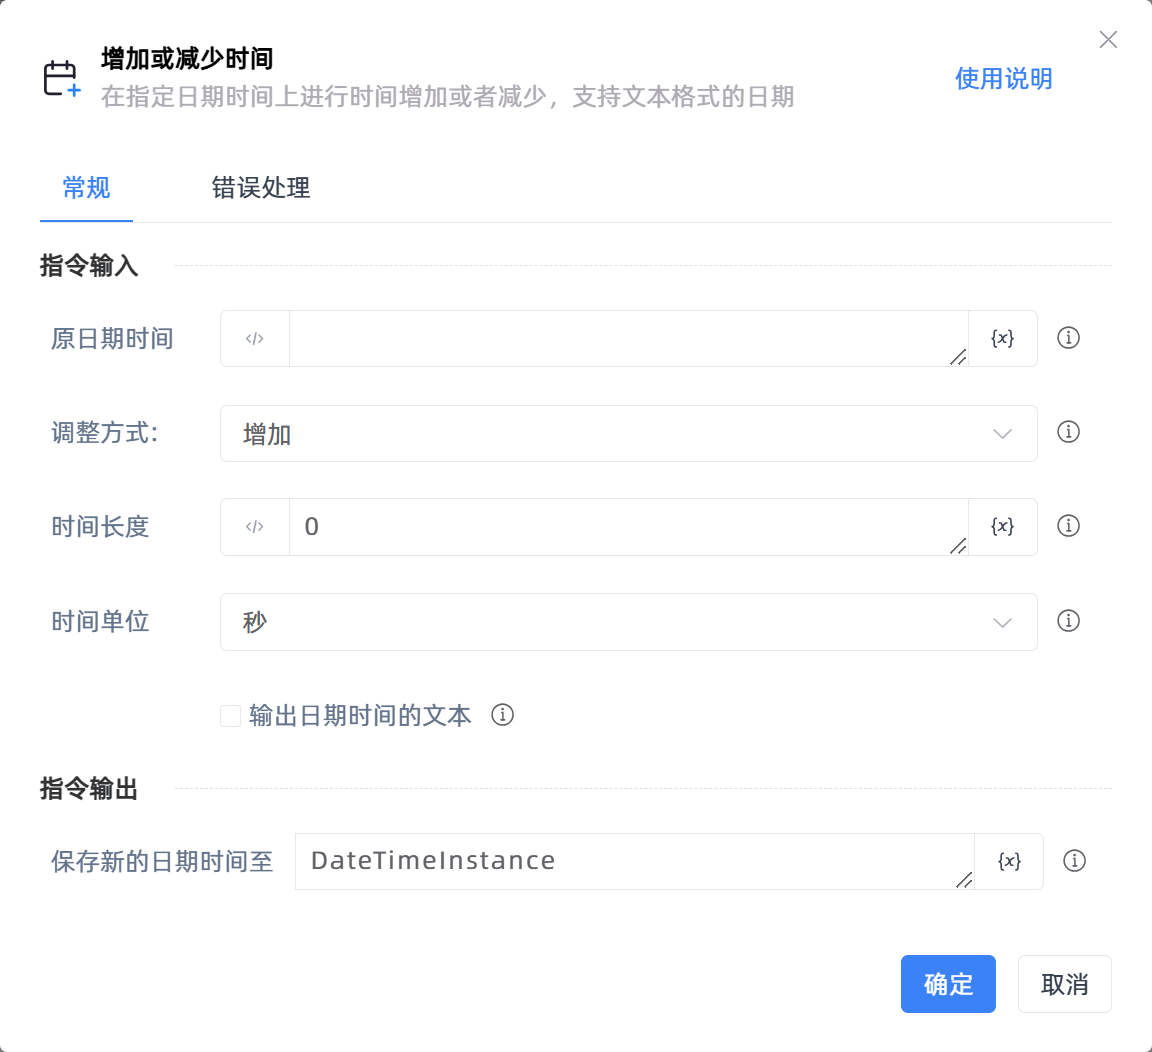 增加或减少时间
在指定日期时间上进行时间增加或者减少，支持文本格式的日期
使用说明
常规
错误处理
指令输入
原日期时间
</>
{x}
调整方式:
增加
时间长度
</>
0
{x}
时间单位
秒
输出日期时间的文本
指令输出
保存新的日期时间至
DateTimeInstance
{x}
确定
取消